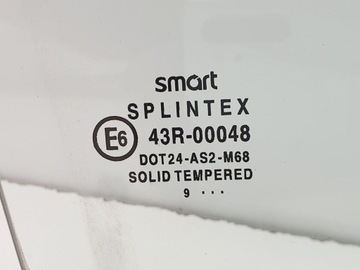 smart
SPLINTEX
E6 43R-00048
DOT24-AS2-M68
SOLID TEMPERED
9 ...